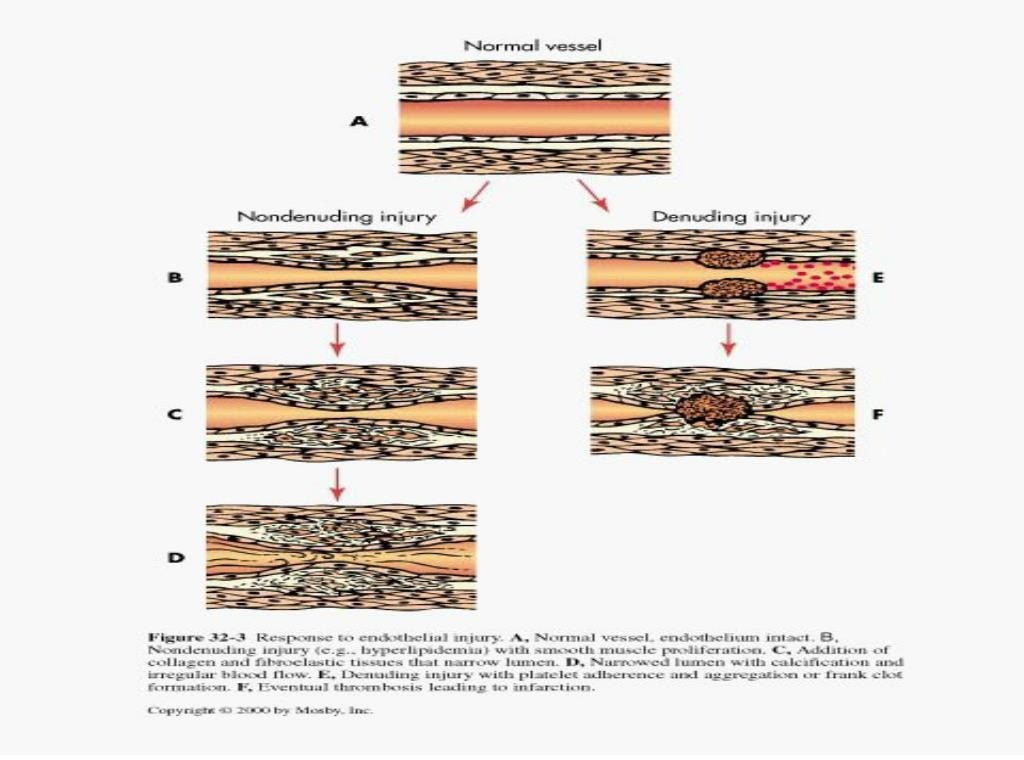 Normal vessel
A
Nondenuding injury
Denuding injury
B
E
C
F
D
Figure 32-3 Response to endothelial injury. A, Normal vessel, endothelium intact. B,
Nondenuding injury (e.g., hyperlipidemia) with smooth muscle proliferation. C, Addition of
collagen and fibroelastic tissues that narrow lumen. D, Narrowed lumen with calcification and
irregular blood flow. E, Denuding injury with platelet adherence and aggregation or frank clot
formation. F, Eventual thrombosis leading to infarction.
Copyright © 2000 by Mosby, Inc.